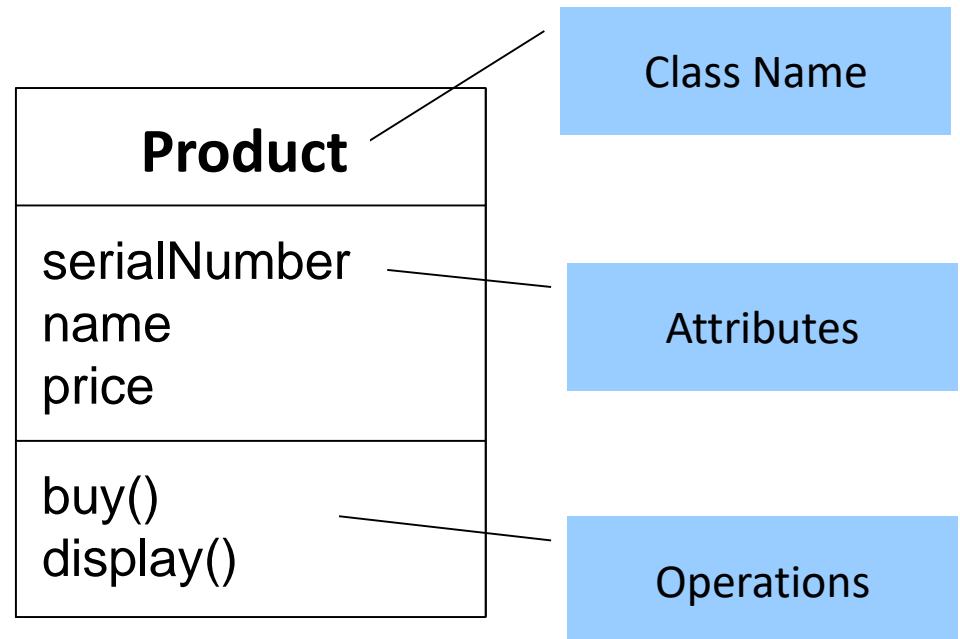 Class Name
Product
serialNumber
name
price
Attributes
buy()
display()
Operations